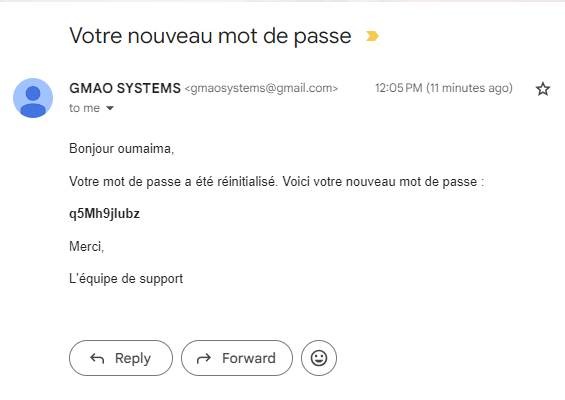 Votre nouveau mot de passe
GMAO SYSTEMS <gmaosystems@gmail.com> 12:05 PM (11 minutes ago)
to me
Bonjour oumaima,
Votre mot de passe a été réinitialisé. Voici votre nouveau mot de passe :
q5Mh9jlubz
Merci,
L'équipe de support
Reply Forward